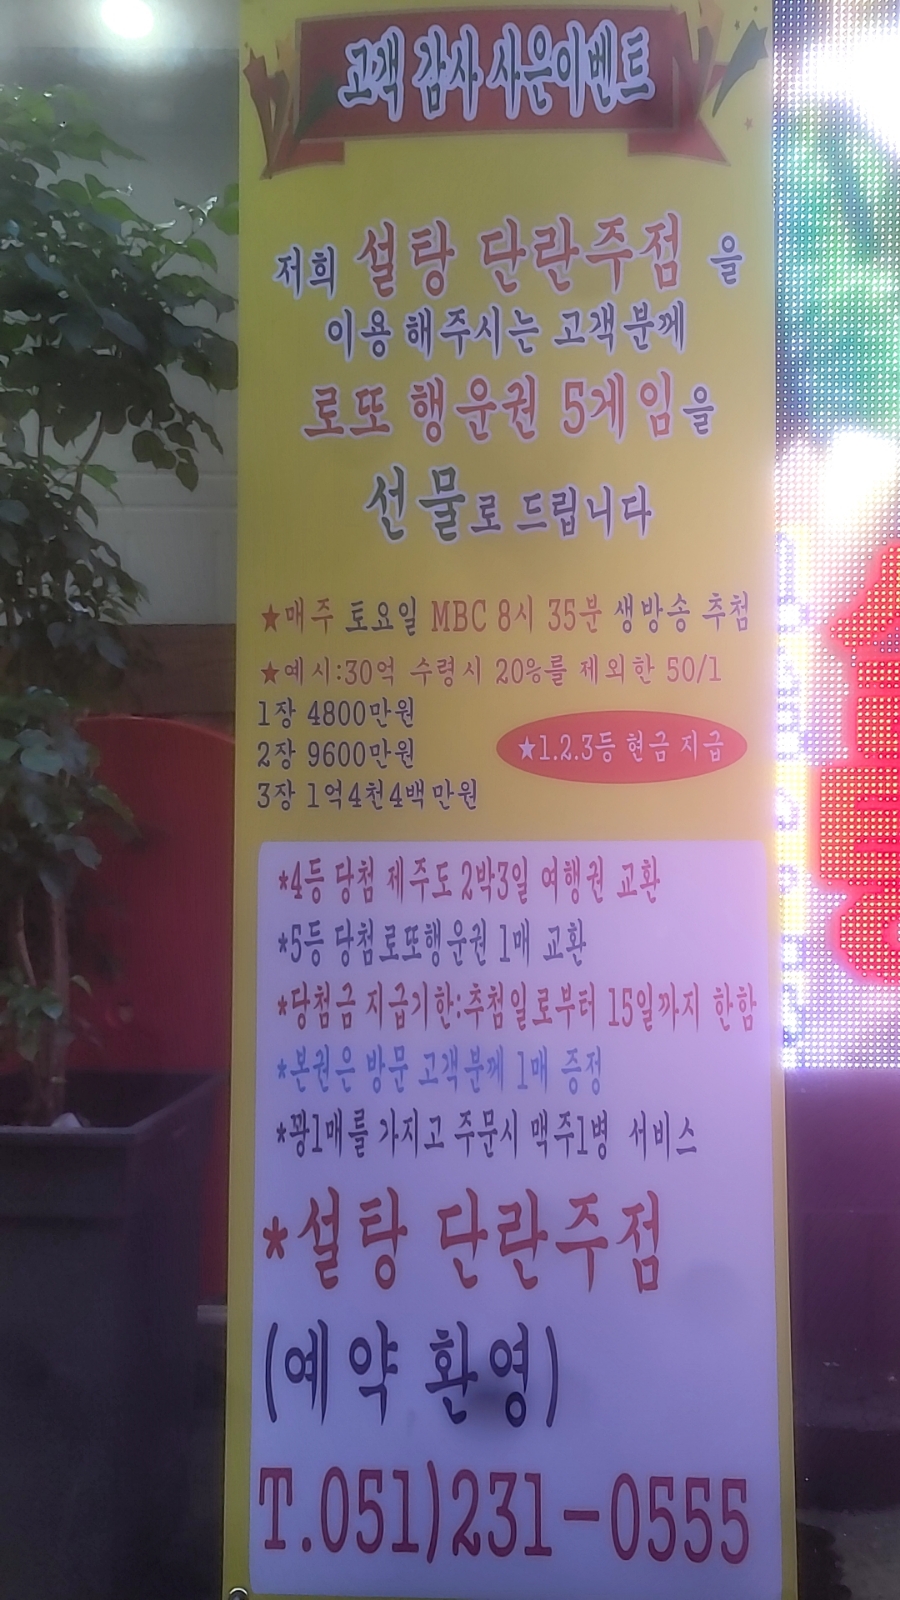 고객 감사 사은이벤트
저희 설탕 단란주점 을
이용 해주시는 고객분께
로또 행운권 5게임을
선물로 드립니다
★매주 토요일 MBC 8시 35분 생방송 추첨
★예시:30억 수령시 20%를 제외한 50/1
1장 4800만원
2장 9600만원
★1.2.3등 현금 지급
3장 1억4천4백만원
*4등 당첨 제주도 2박3일 여행권 교환
*5등 당첨로또행운권 1매 교환
*당첨금 지급기한:추첨일로부터 15일까지 한함
*본권은 방문 고객분께 1매 증정
*꽝1매를 가지고 주문시 맥주1병 서비스
*설탕 단란주점
(예약 환영)
T.051)231-0555